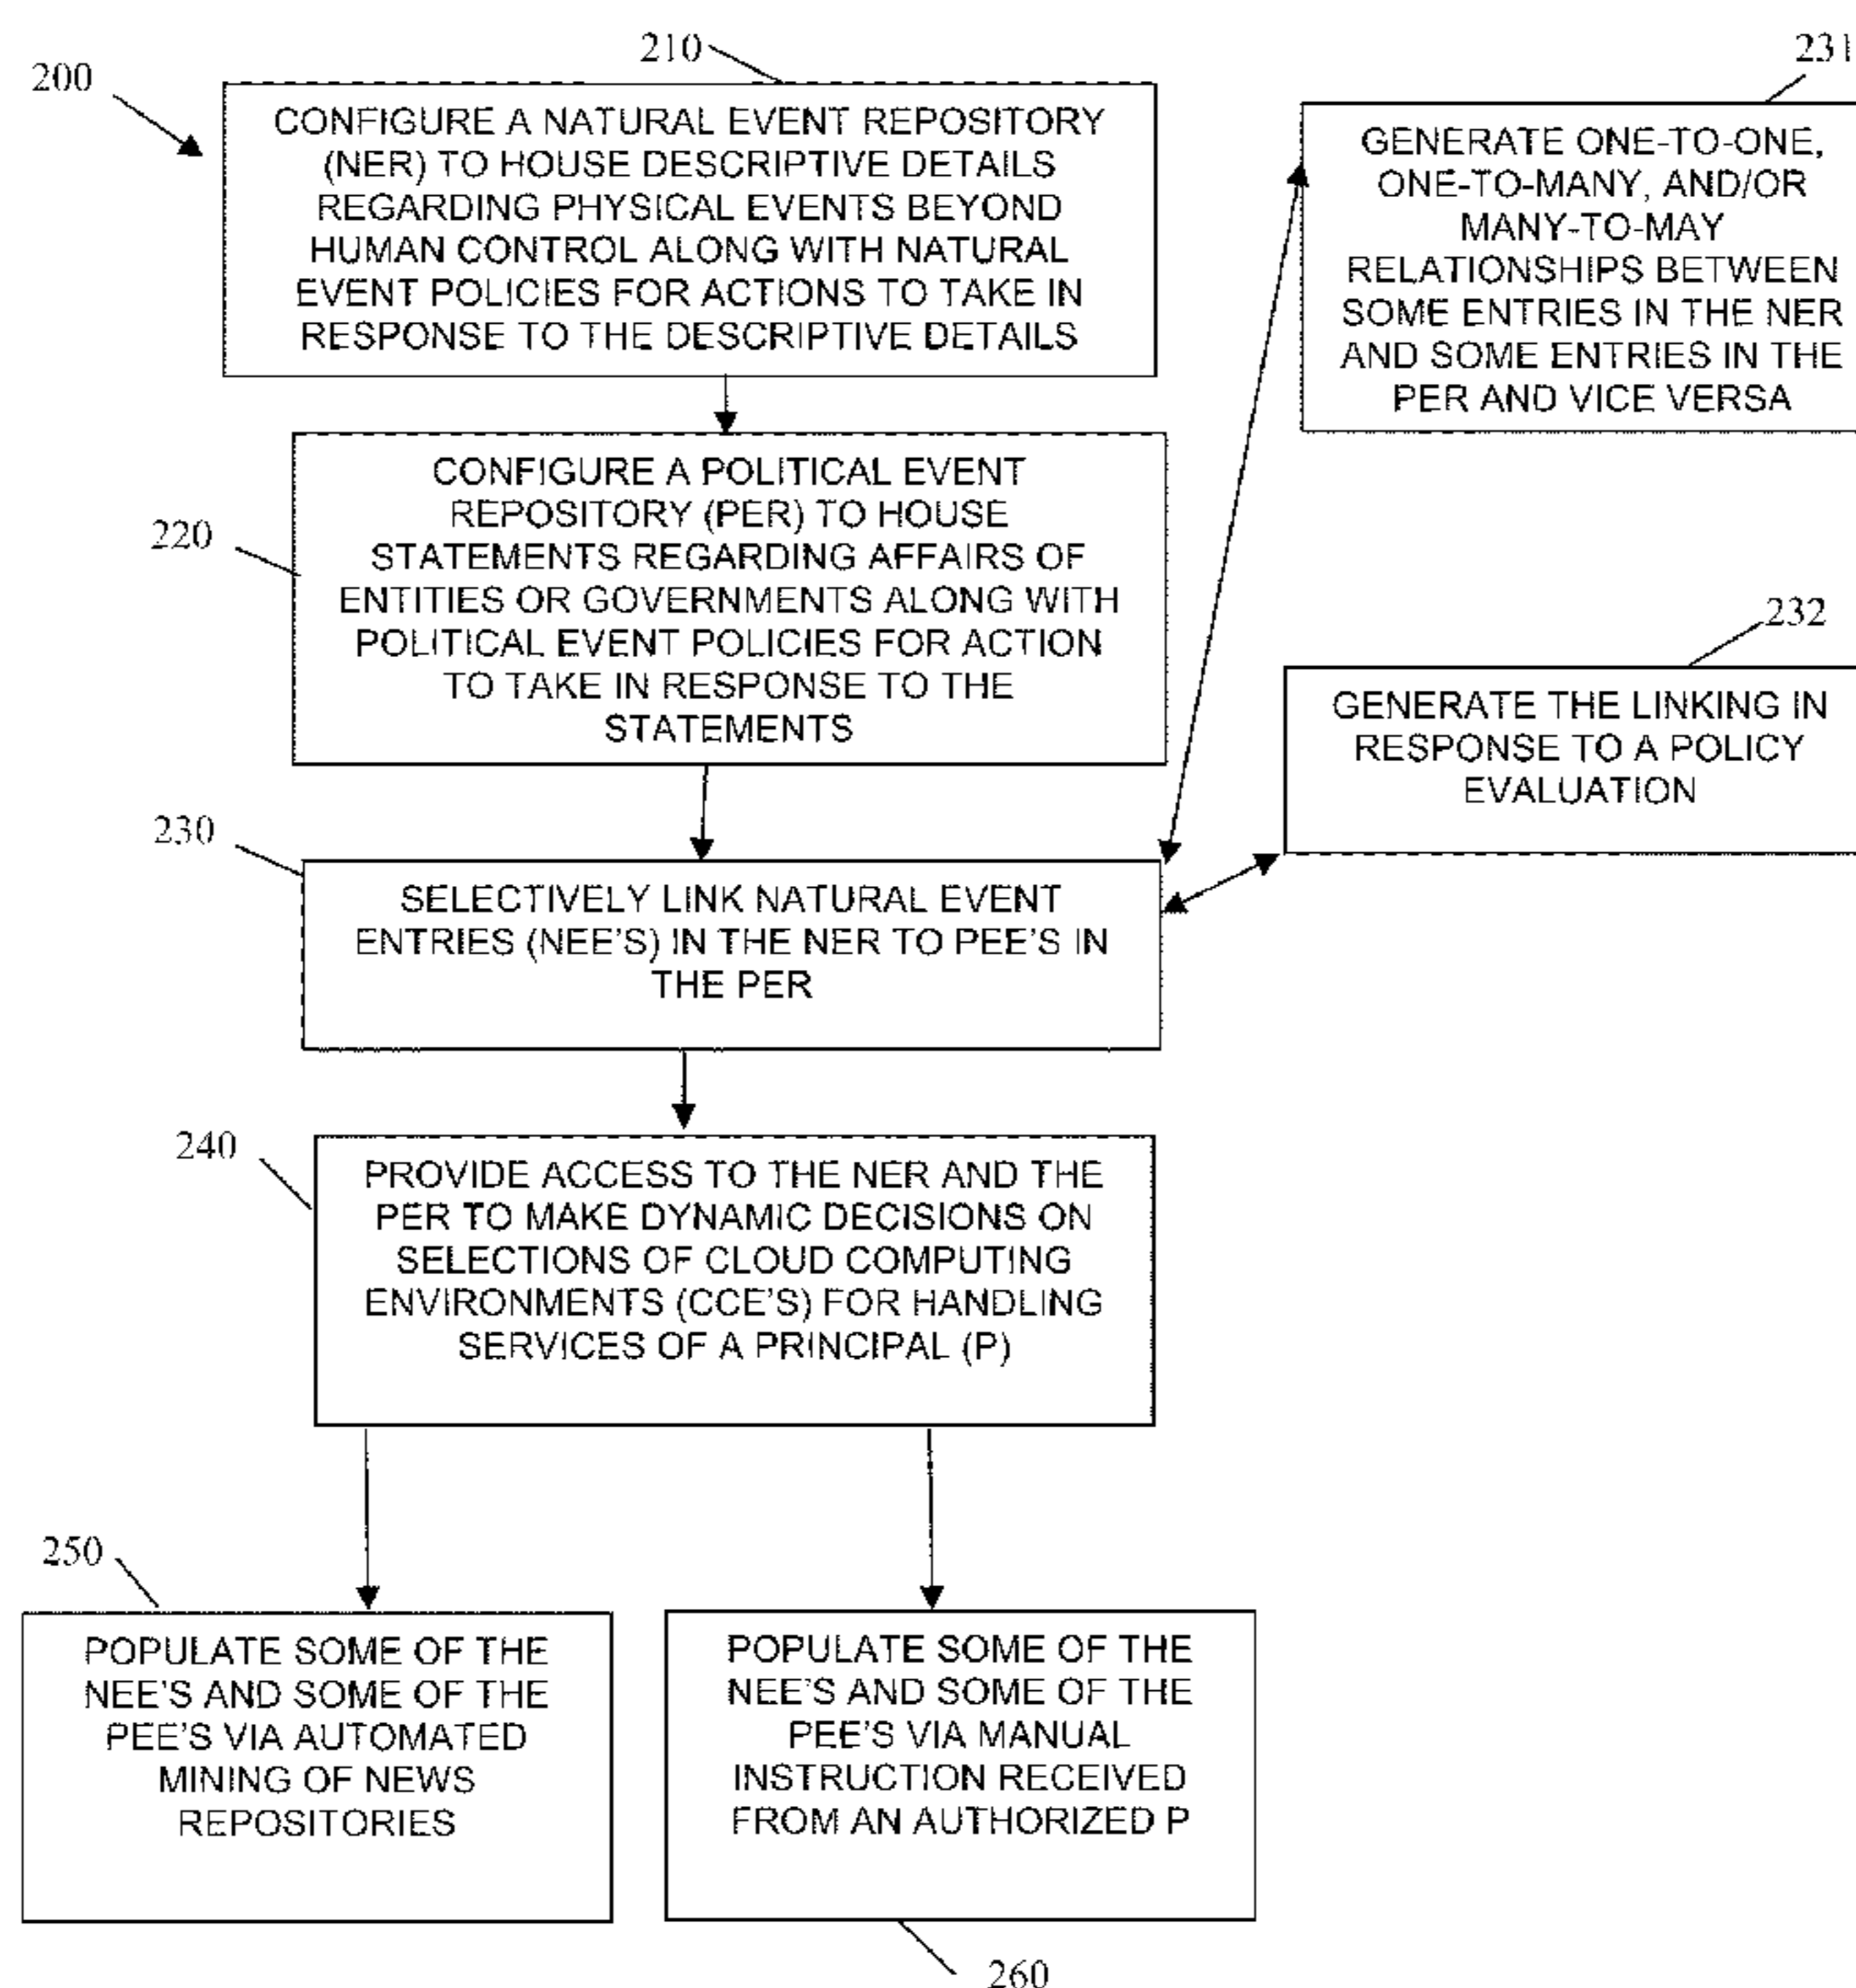 200
210
CONFIGURE A NATURAL EVENT REPOSITORY
(NER) TO HOUSE DESCRIPTIVE DETAILS
REGARDING PHYSICAL EVENTS BEYOND
HUMAN CONTROL ALONG WITH NATURAL
EVENT POLICIES FOR ACTIONS TO TAKE IN
RESPONSE TO THE DESCRIPTIVE DETAILS
231
GENERATE ONE-TO-ONE,
ONE-TO-MANY, AND/OR
MANY-TO-MAY
RELATIONSHIPS BETWEEN
SOME ENTRIES IN THE NER
AND SOME ENTRIES IN THE
PER AND VICE VERSA
220
CONFIGURE A POLITICAL EVENT
REPOSITORY (PER) TO HOUSE
STATEMENTS REGARDING AFFAIRS OF
ENTITIES OR GOVERNMENTS ALONG WITH
POLITICAL EVENT POLICIES FOR ACTION
TO TAKE IN RESPONSE TO THE
STATEMENTS
232
GENERATE THE LINKING IN
RESPONSE TO A POLICY
EVALUATION
230
SELECTIVELY LINK NATURAL EVENT
ENTRIES (NEE'S) IN THE NER TO PEE'S IN
THE PER
240
PROVIDE ACCESS TO THE NER AND THE
PER TO MAKE DYNAMIC DECISIONS ON
SELECTIONS OF CLOUD COMPUTING
ENVIRONMENTS (CCE'S) FOR HANDLING
SERVICES OF A PRINCIPAL (P)
250
POPULATE SOME OF THE
NEE'S AND SOME OF THE
PEE'S VIA AUTOMATED
MINING OF NEWS
REPOSITORIES
POPULATE SOME OF THE
NEE'S AND SOME OF THE
PEE'S VIA MANUAL
INSTRUCTION RECEIVED
FROM AN AUTHORIZED P
260